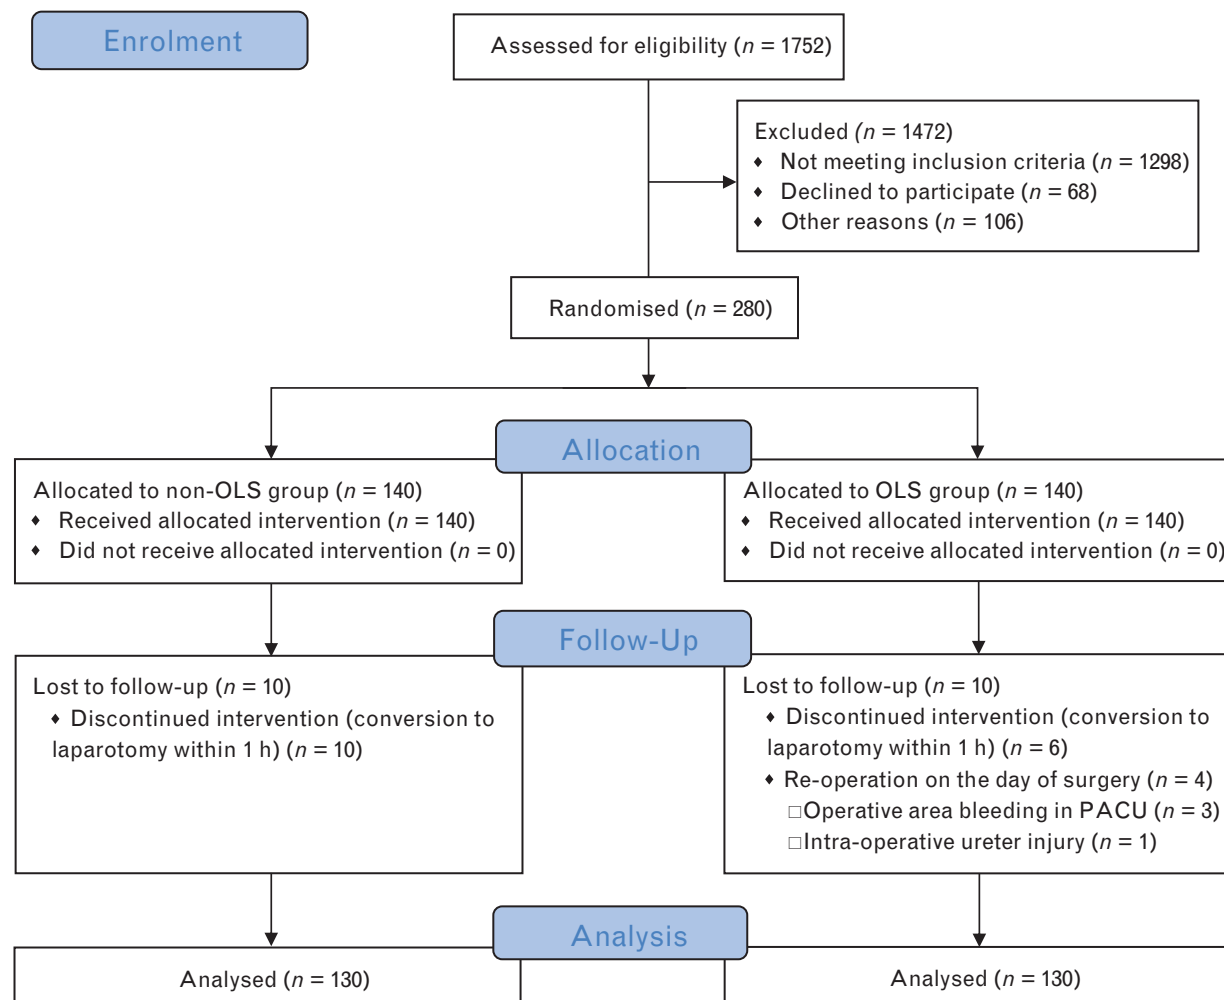 Enrolment
Assessed for eligibility (n = 1752)
Excluded (n = 1472)
♦ Not meeting inclusion criteria (n = 1298)
♦ Declined to participate (n = 68)
♦ Other reasons (n = 106)
Randomised (n = 280)
Allocation
Allocated to non-OLS group (n = 140)
♦ Received allocated intervention (n = 140)
♦ Did not receive allocated intervention (n = 0)
Allocated to OLS group (n = 140)
♦ Received allocated intervention (n = 140)
♦ Did not receive allocated intervention (n = 0)
Follow-Up
Lost to follow-up (n = 10)
♦ Discontinued intervention (conversion to
laparotomy within 1 h) (n = 10)
Lost to follow-up (n = 10)
♦ Discontinued intervention (conversion to
laparotomy within 1 h) (n = 6)
♦ Re-operation on the day of surgery (n = 4)
□Operative area bleeding in PACU (n = 3)
□Intra-operative ureter injury (n = 1)
Analysis
Analysed (n = 130)
Analysed (n = 130)